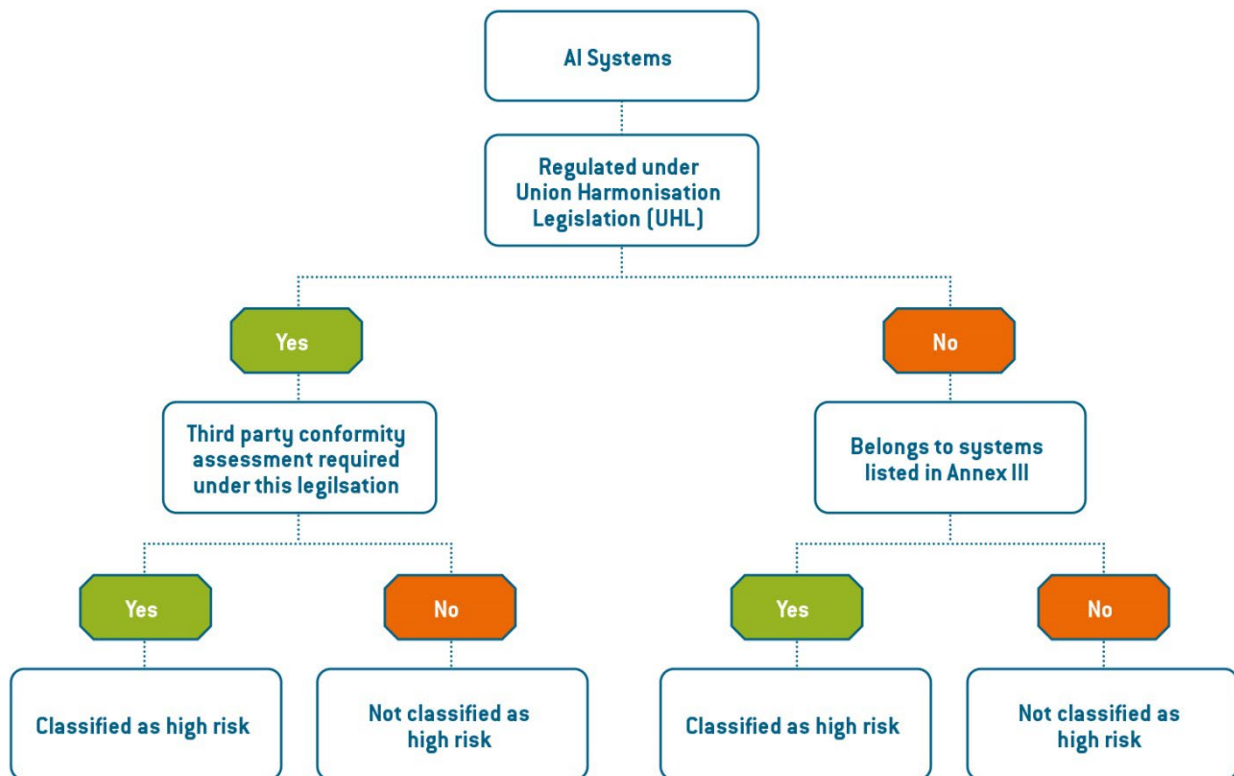 AI Systems
Regulated under
Union Harmonisation
Legislation (UHL)
Yes
No
Third party conformity
assessment required
under this legilsation
Belongs to systems
listed in Annex III
Yes
No
Yes
No
Classified as high risk
Not classified as
high risk
Classified as high risk
Not classified as
high risk